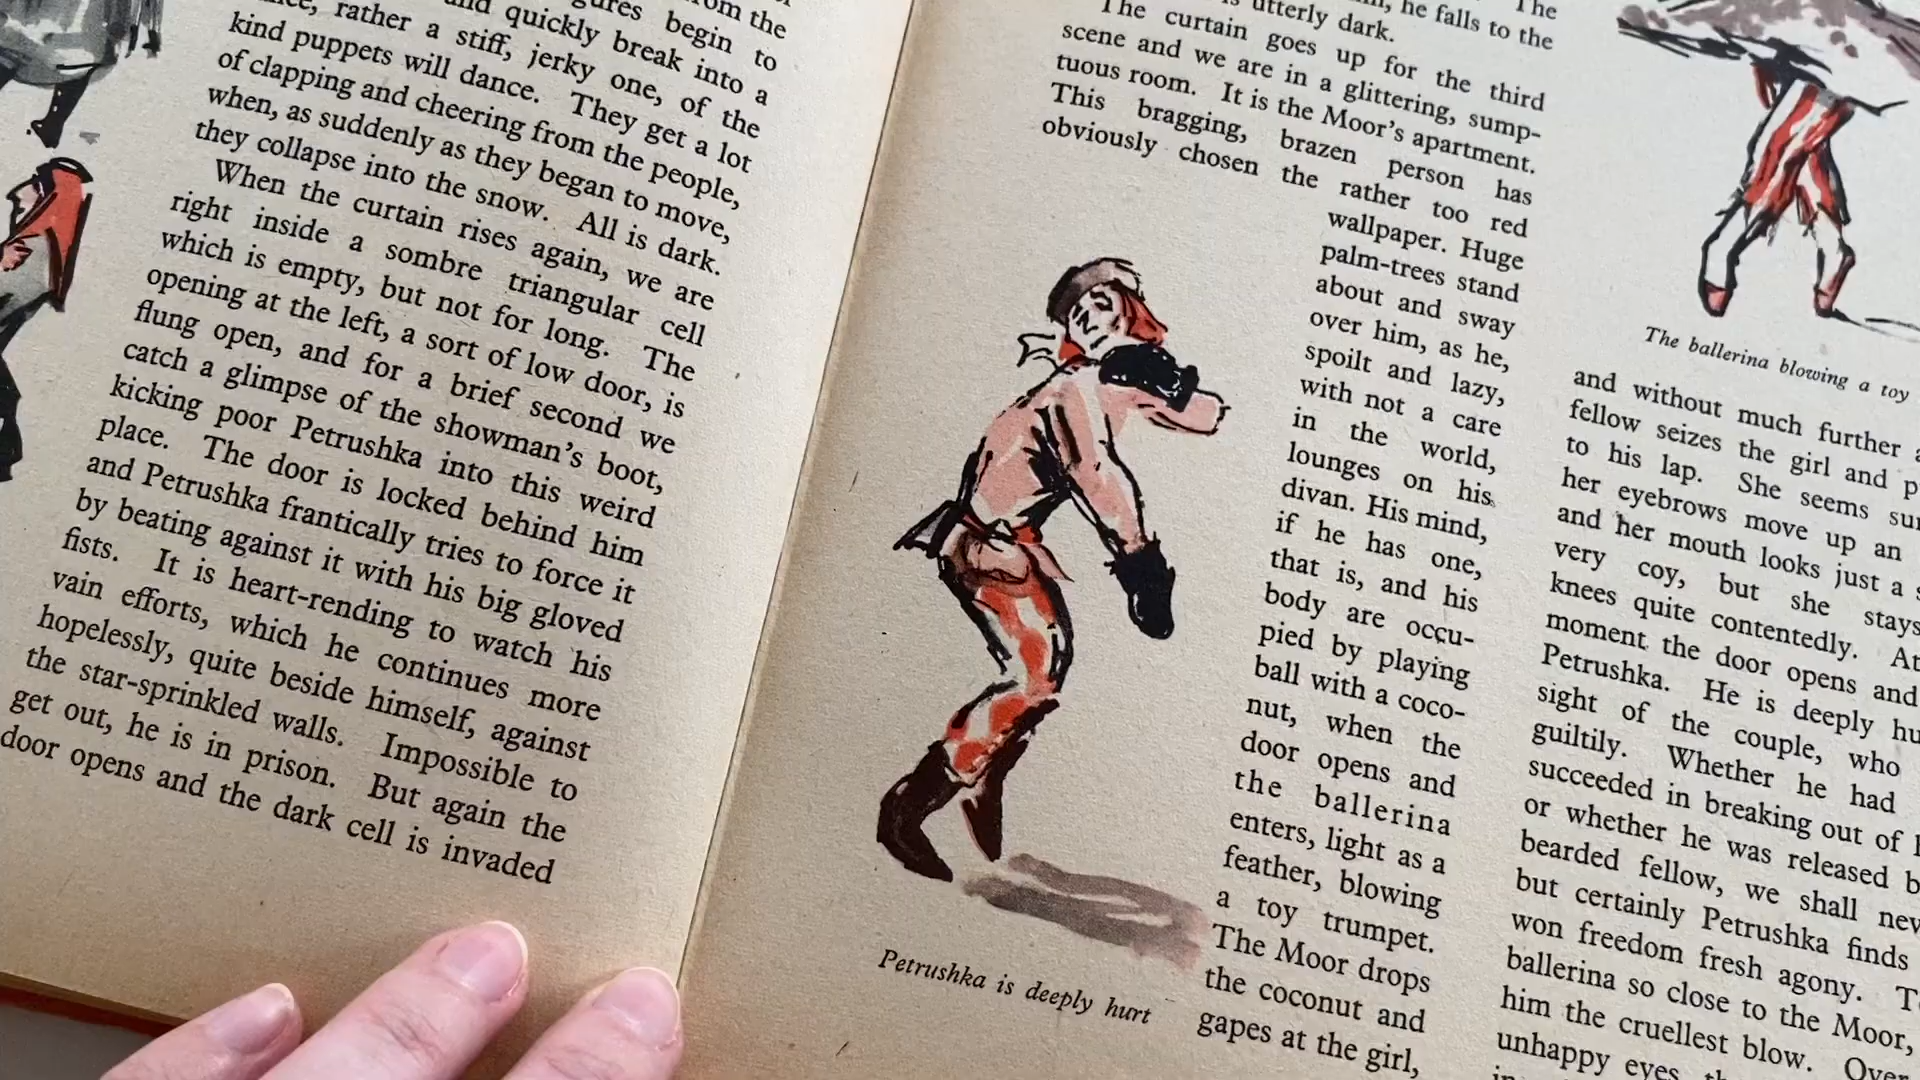 from the
gures begin to
and quickly break into a
rather a stiff, jerky one, of the
kind puppets will dance. They get a lot
of clapping and cheering from the people,
when, as suddenly as they began to move,
they collapse into the snow. All is dark.
When the curtain rises again, we are
right inside a sombre triangular cell
which is empty, but not for long. The
opening at the left, a sort of low door, is
flung open, and for a brief second we
catch a glimpse of the showman's boot,
kicking poor Petrushka into this weird
place. The door is locked behind him
and Petrushka frantically tries to force it
by beating against it with his big gloved
fists. It is heart-rending to watch his
vain efforts, which he continues more
hopelessly, quite beside himself, against
the star-sprinkled walls. Impossible to
get out, he is in prison. But again the
door opens and the dark cell is invaded
The
he falls to the
utterly dark.
The curtain goes up for the third
scene and we are in a glittering, sump-
tuous room. It is the Moor's apartment.
This bragging, brazen person has
obviously chosen the rather too red
wallpaper. Huge
palm-trees stand
about and sway
over him, as he,
spoilt and lazy,
with not a care
in the world,
lounges on his
divan. His mind,
if he has one,
that is, and his
body are occu-
pied by playing
ball with a coco-
nut, when the
door opens and
the ballerina
enters, light as a
feather, blowing
a toy trumpet.
The Moor drops
the coconut and
gapes at the girl,
Petrushka is deeply hurt
The ballerina blowing a toy
and without much further
fellow seizes the girl and p
to his lap. She seems sur
her eyebrows move up an
and her mouth looks just a s
very coy, but she stays
knees quite contentedly. At
moment the door opens and
Petrushka. He is deeply hu
sight of the couple, who
guiltily. Whether he had
succeeded in breaking out of
or whether he was released b
bearded fellow, we shall nev
but certainly Petrushka finds
won freedom fresh agony. T
ballerina so close to the Moor,
him the cruellest blow. Over
unhappy eyes